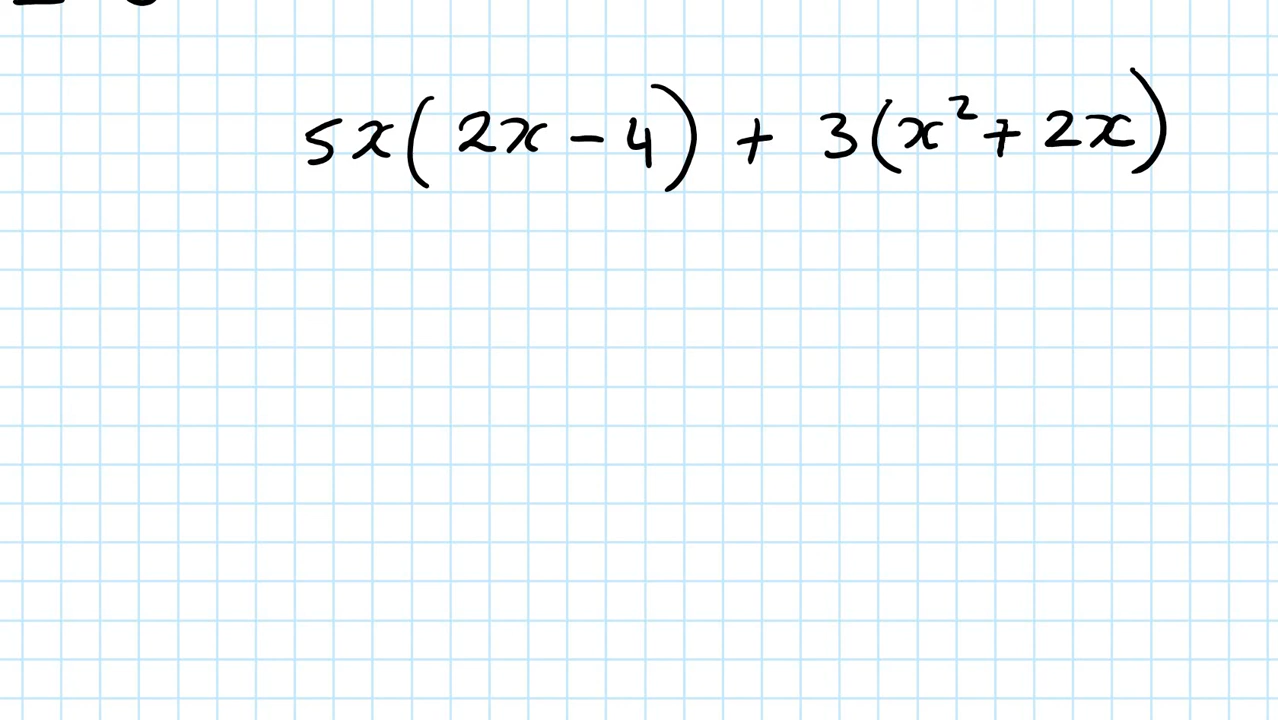 5x(2x - 4) + 3(x² + 2x)